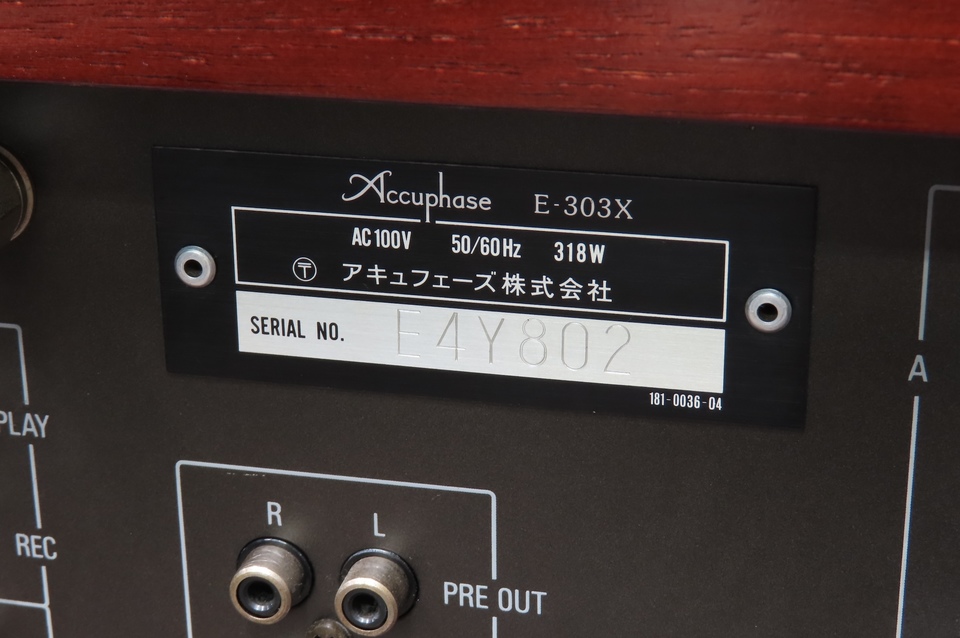 Accuphase E-303X
AC100V 50/60Hz 318W
〒 アキュフェーズ株式会社
SERIAL NO. E4Y802
181-0036-04
A
PLAY
REC
R L
PRE OUT